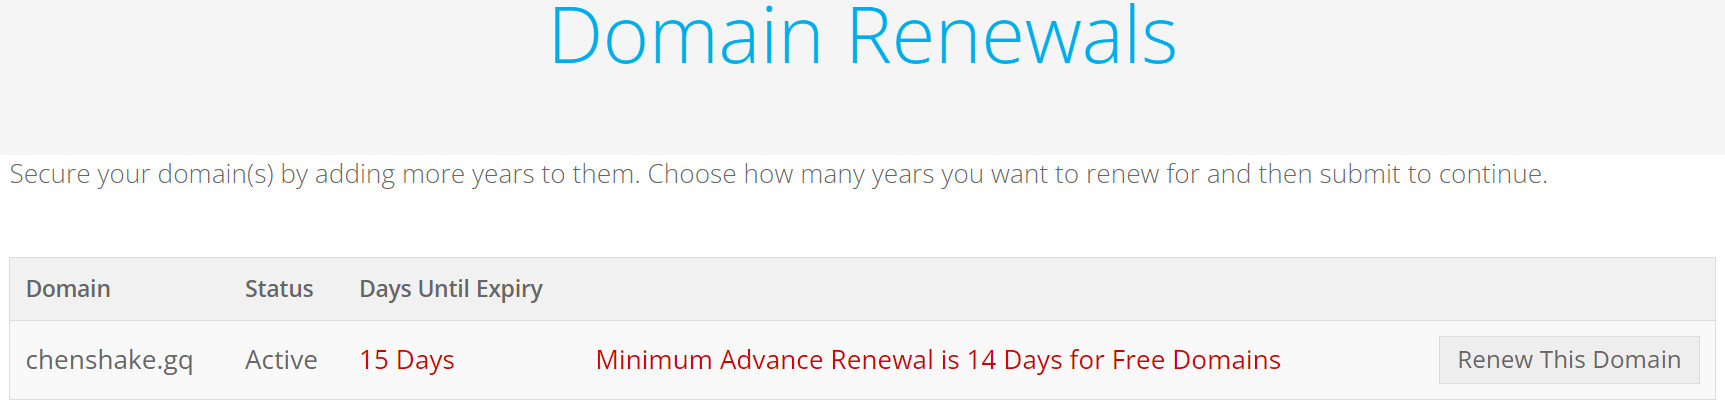 Domain Renewals
Secure your domain(s) by adding more years to them. Choose how many years you want to renew for and then submit to continue.
Domain Status Days Until Expiry
chenshake.gq Active 15 Days Minimum Advance Renewal is 14 Days for Free Domains Renew This Domain